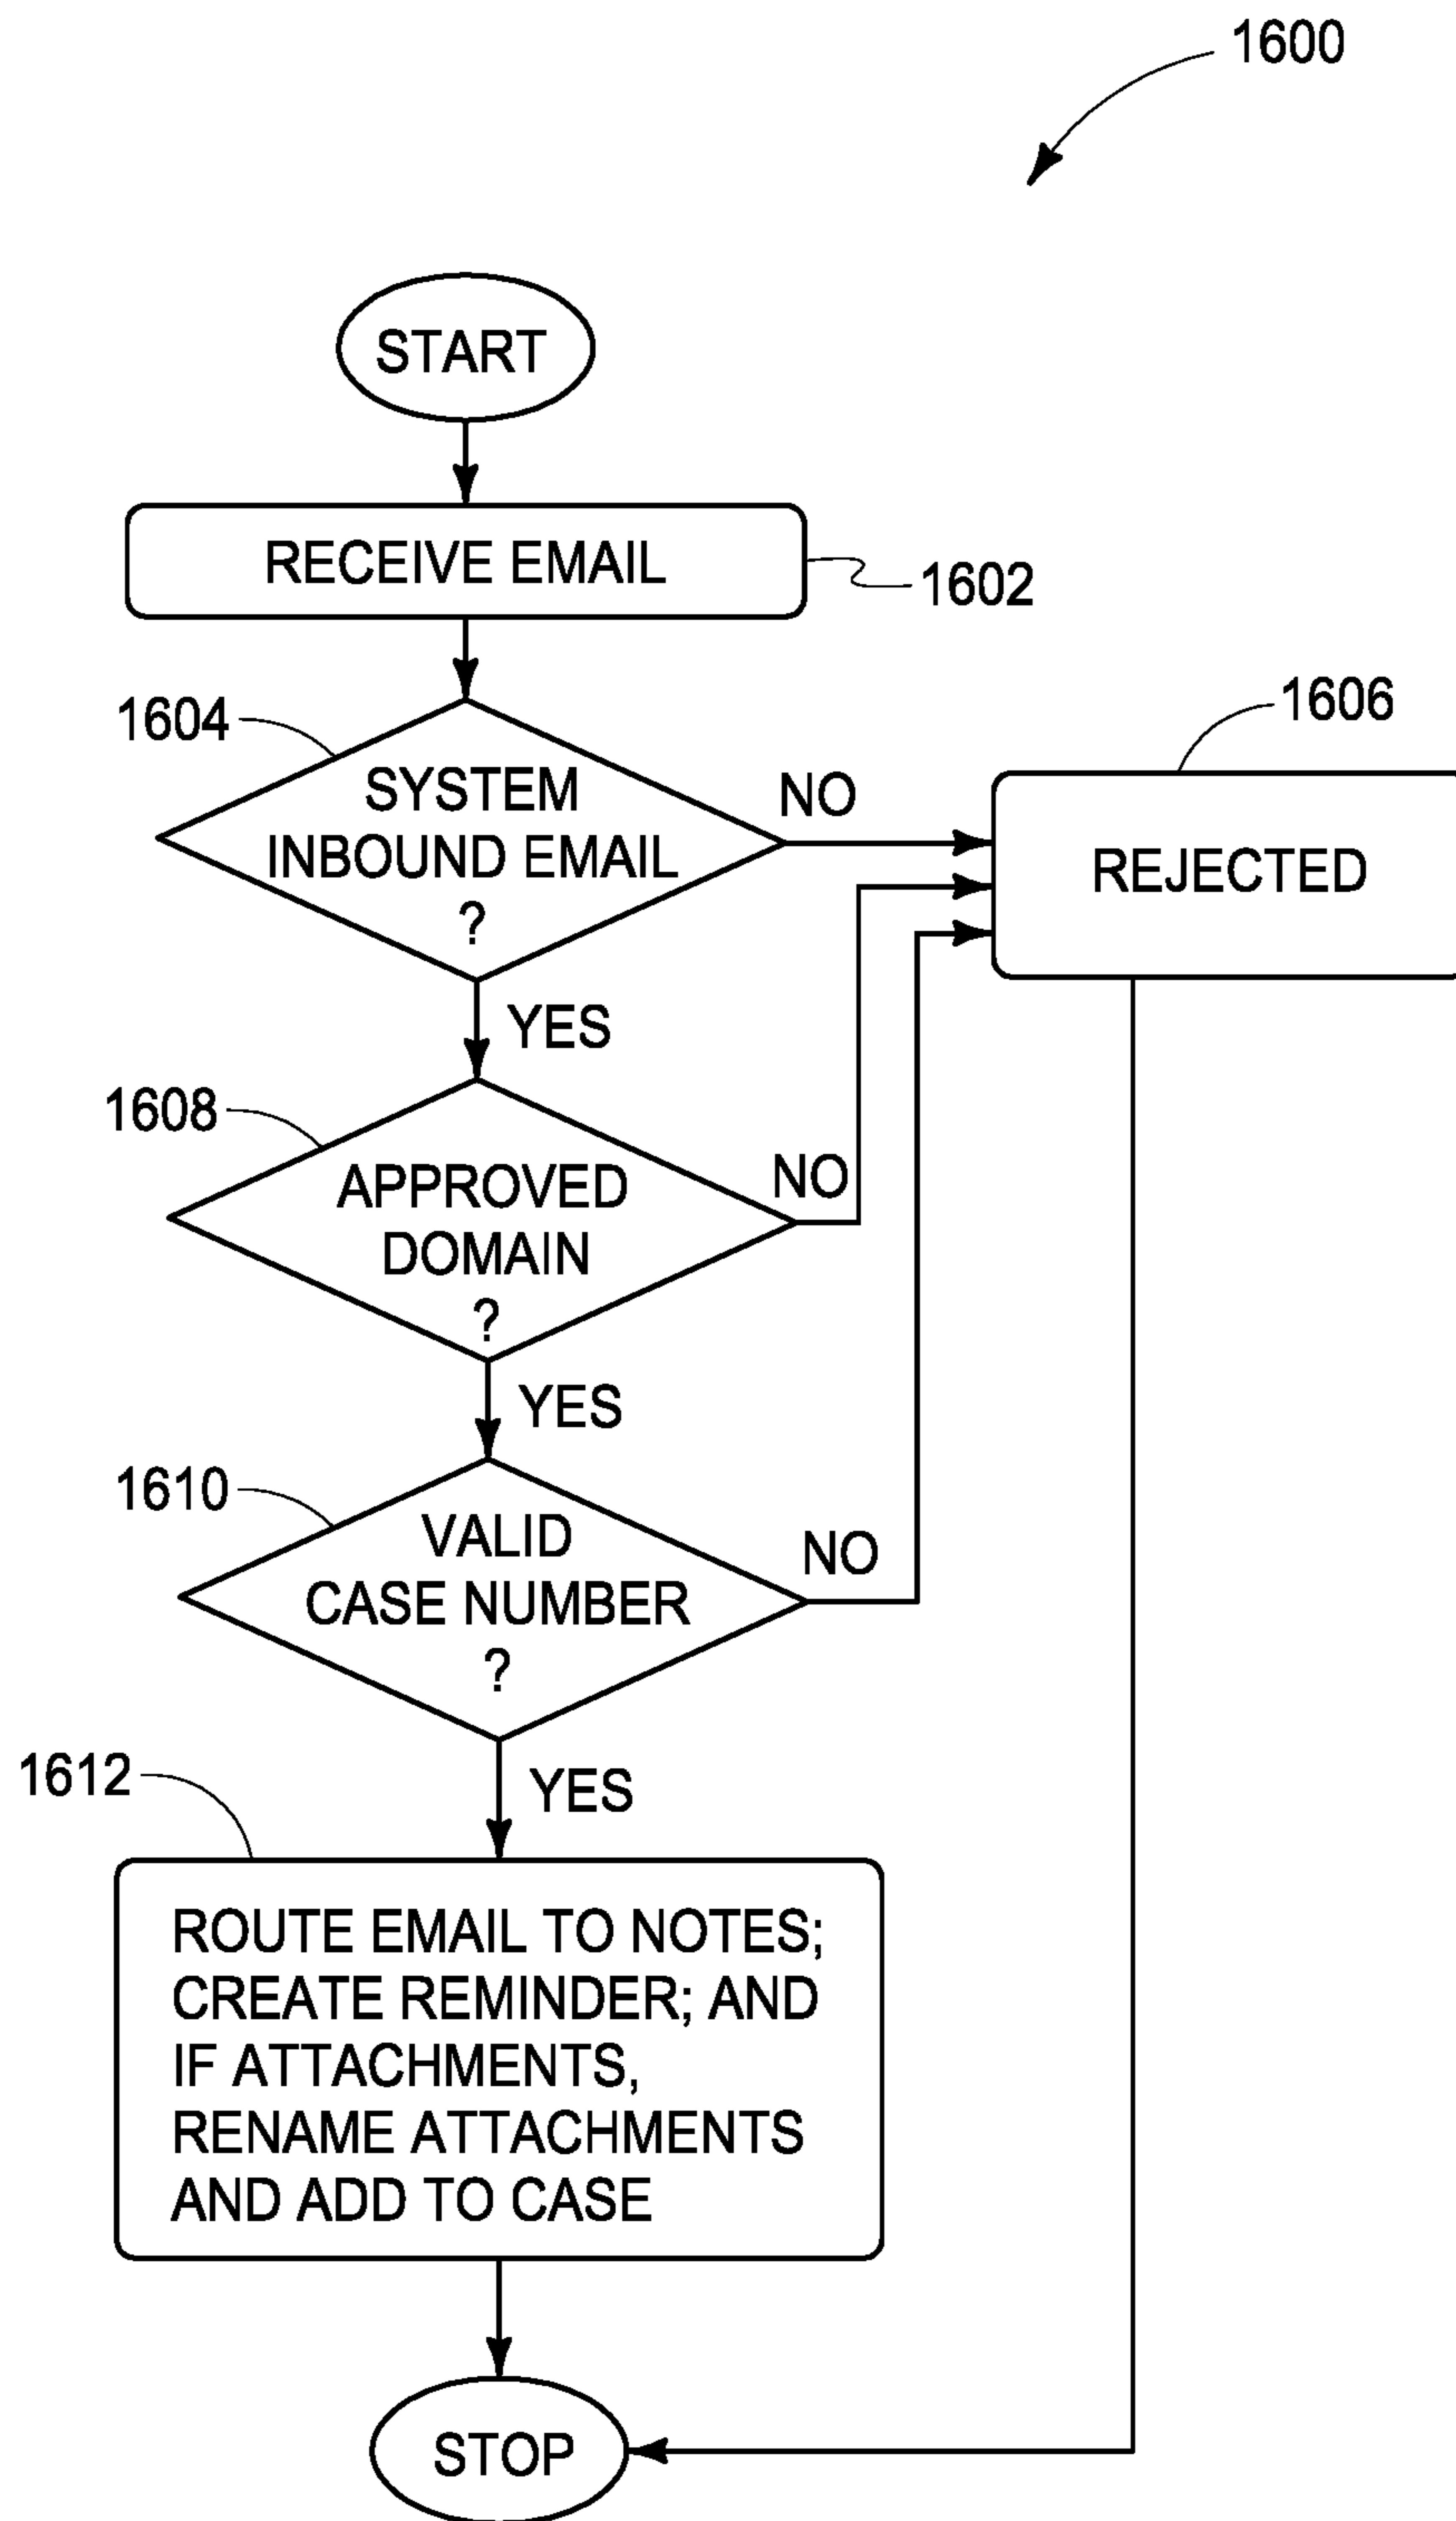 1600
START
RECEIVE EMAIL
1602
1604
SYSTEM
INBOUND EMAIL
?
NO
1606
REJECTED
YES
1608
APPROVED
DOMAIN
?
NO
YES
1610
VALID
CASE NUMBER
?
NO
YES
1612
ROUTE EMAIL TO NOTES;
CREATE REMINDER; AND
IF ATTACHMENTS,
RENAME ATTACHMENTS
AND ADD TO CASE
STOP